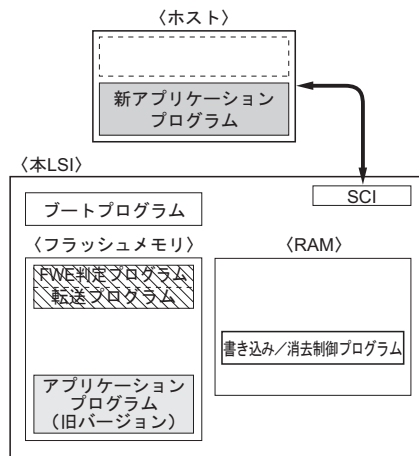 〈ホスト〉
新アプリケーション
プログラム
〈本LSI〉
SCI
ブートプログラム
〈フラッシュメモリ〉
〈RAM〉
FWE判定プログラム
転送プログラム
書き込み／消去制御プログラム
アプリケーション
プログラム
（旧バージョン）